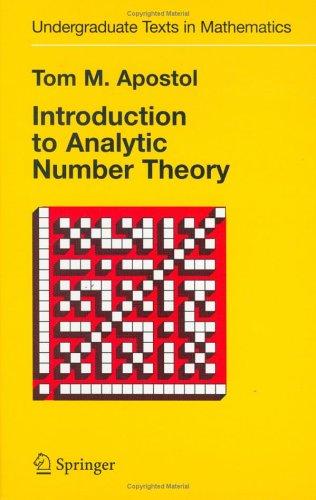 Undergraduate Texts in Mathematics
Tom M. Apostol
Introduction
to Analytic
Number Theory
Springer